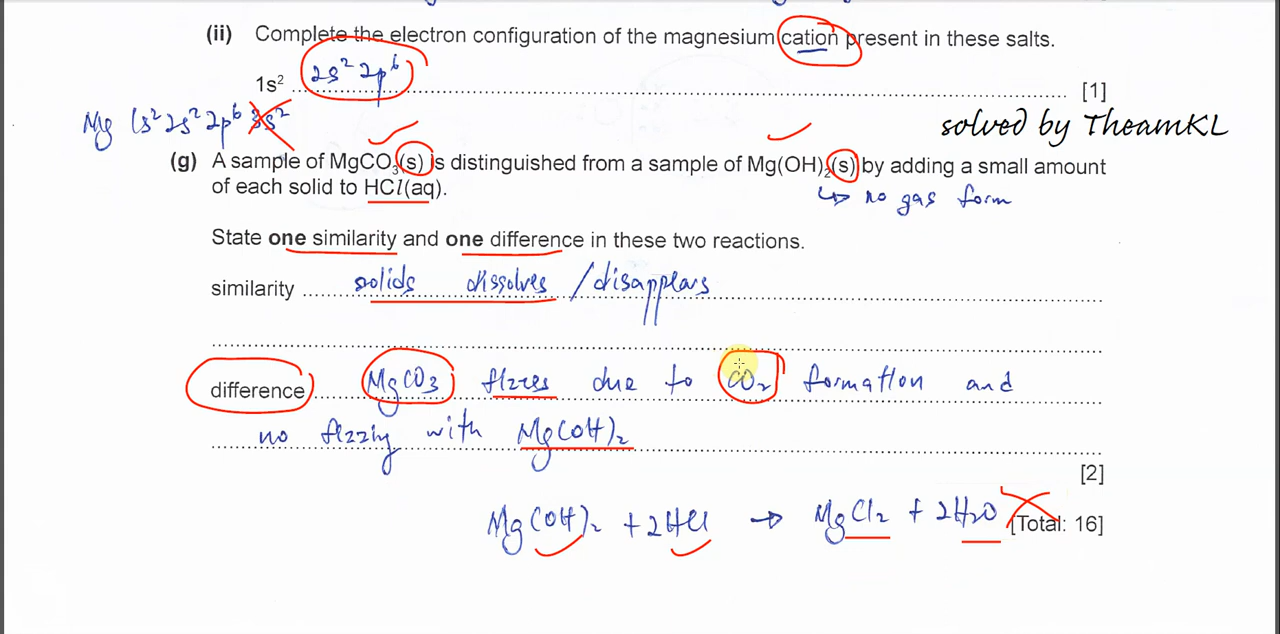 (ii) Complete the electron configuration of the magnesium cation present in these salts.
1s² 2s² 2p⁶ [1]
Mg 1s² 2s² 2p⁶ 3s²
solved by TheamKL
(g) A sample of MgCO₃(s) is distinguished from a sample of Mg(OH)₂(s) by adding a small amount
of each solid to HCl(aq).
↳ no gas form
State one similarity and one difference in these two reactions.
similarity solids dissolves / disappears
difference MgCO₃ fizzes due to CO₂ formation and
no fizzing with Mg(OH)₂
[2]
Mg(OH)₂ + 2HCl → MgCl₂ + 2H₂O
[Total: 16]